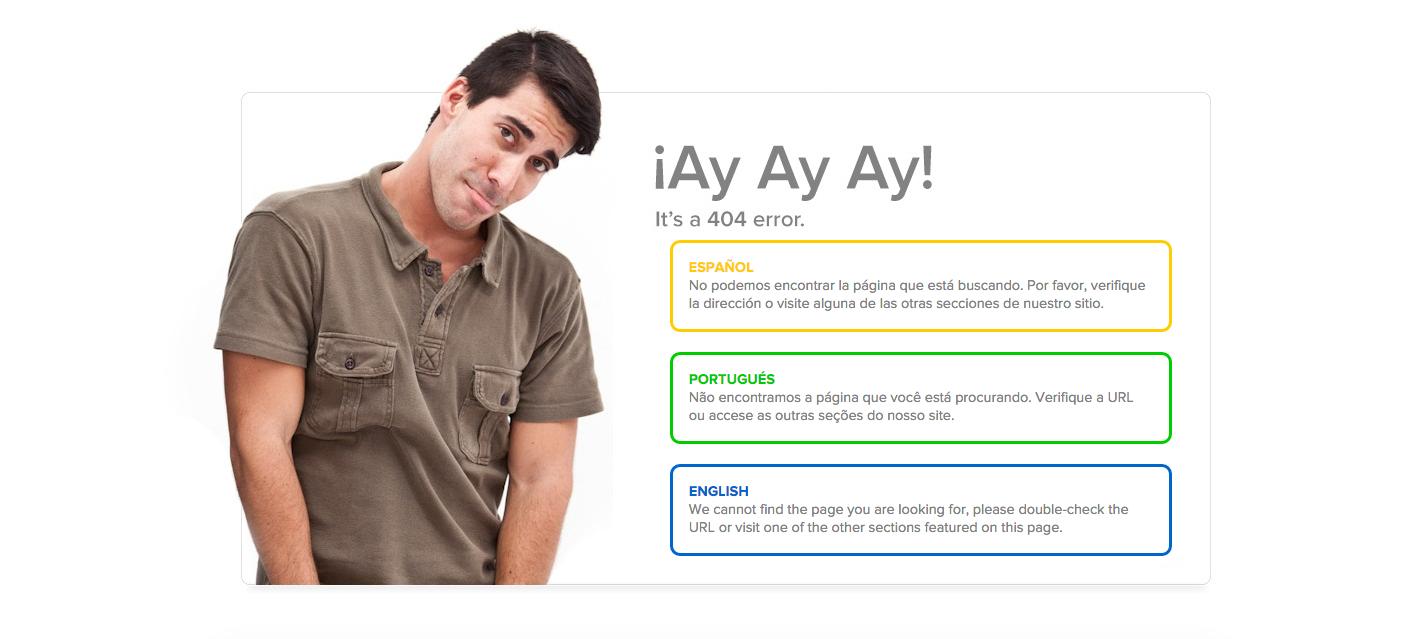 ¡Ay Ay Ay!
It's a 404 error.
ESPAÑOL
No podemos encontrar la página que está buscando. Por favor, verifique
la dirección o visite alguna de las otras secciones de nuestro sitio.
PORTUGUÉS
Não encontramos a página que você está procurando. Verifique a URL
ou accese as outras seções do nosso site.
ENGLISH
We cannot find the page you are looking for, please double-check the
URL or visit one of the other sections featured on this page.